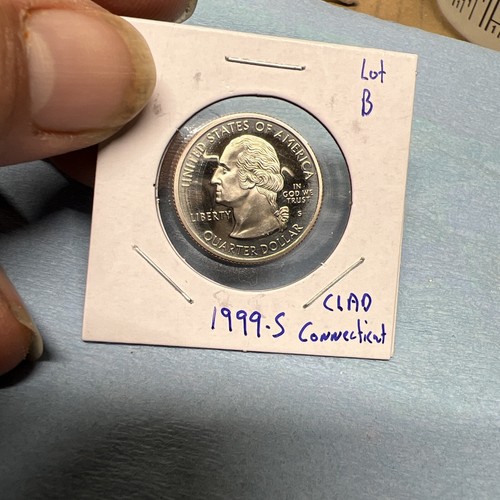 Lot
B
UNITED STATES OF AMERICA
IN
GOD WE
TRUST
LIBERTY
S
QUARTER DOLLAR
CLAD
1999-S Connecticut